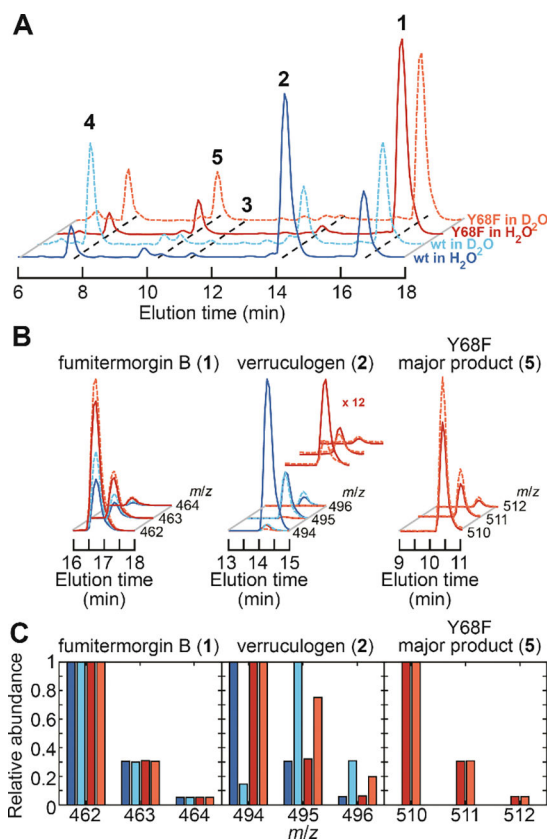 A
1
2
4
5
3
Y68F in D2O
Y68F in H2O
wt in D2O
wt in H2O
6 8 10 12 14 16 18
Elution time (min)
B
Y68F
fumitermorgin B (1) verruculogen (2) major product (5)
x 12
m/z m/z m/z
464 496 512
463 495 511
462 494 510
16 17 18 13 14 15 9 10 11
Elution time Elution time Elution time
(min) (min) (min)
C
Y68F
fumitermorgin B (1) verruculogen (2) major product (5)
Relative abundance
1
0.8
0.6
0.4
0.2
0
462 463 464 494 495 496 510 511 512
m/z